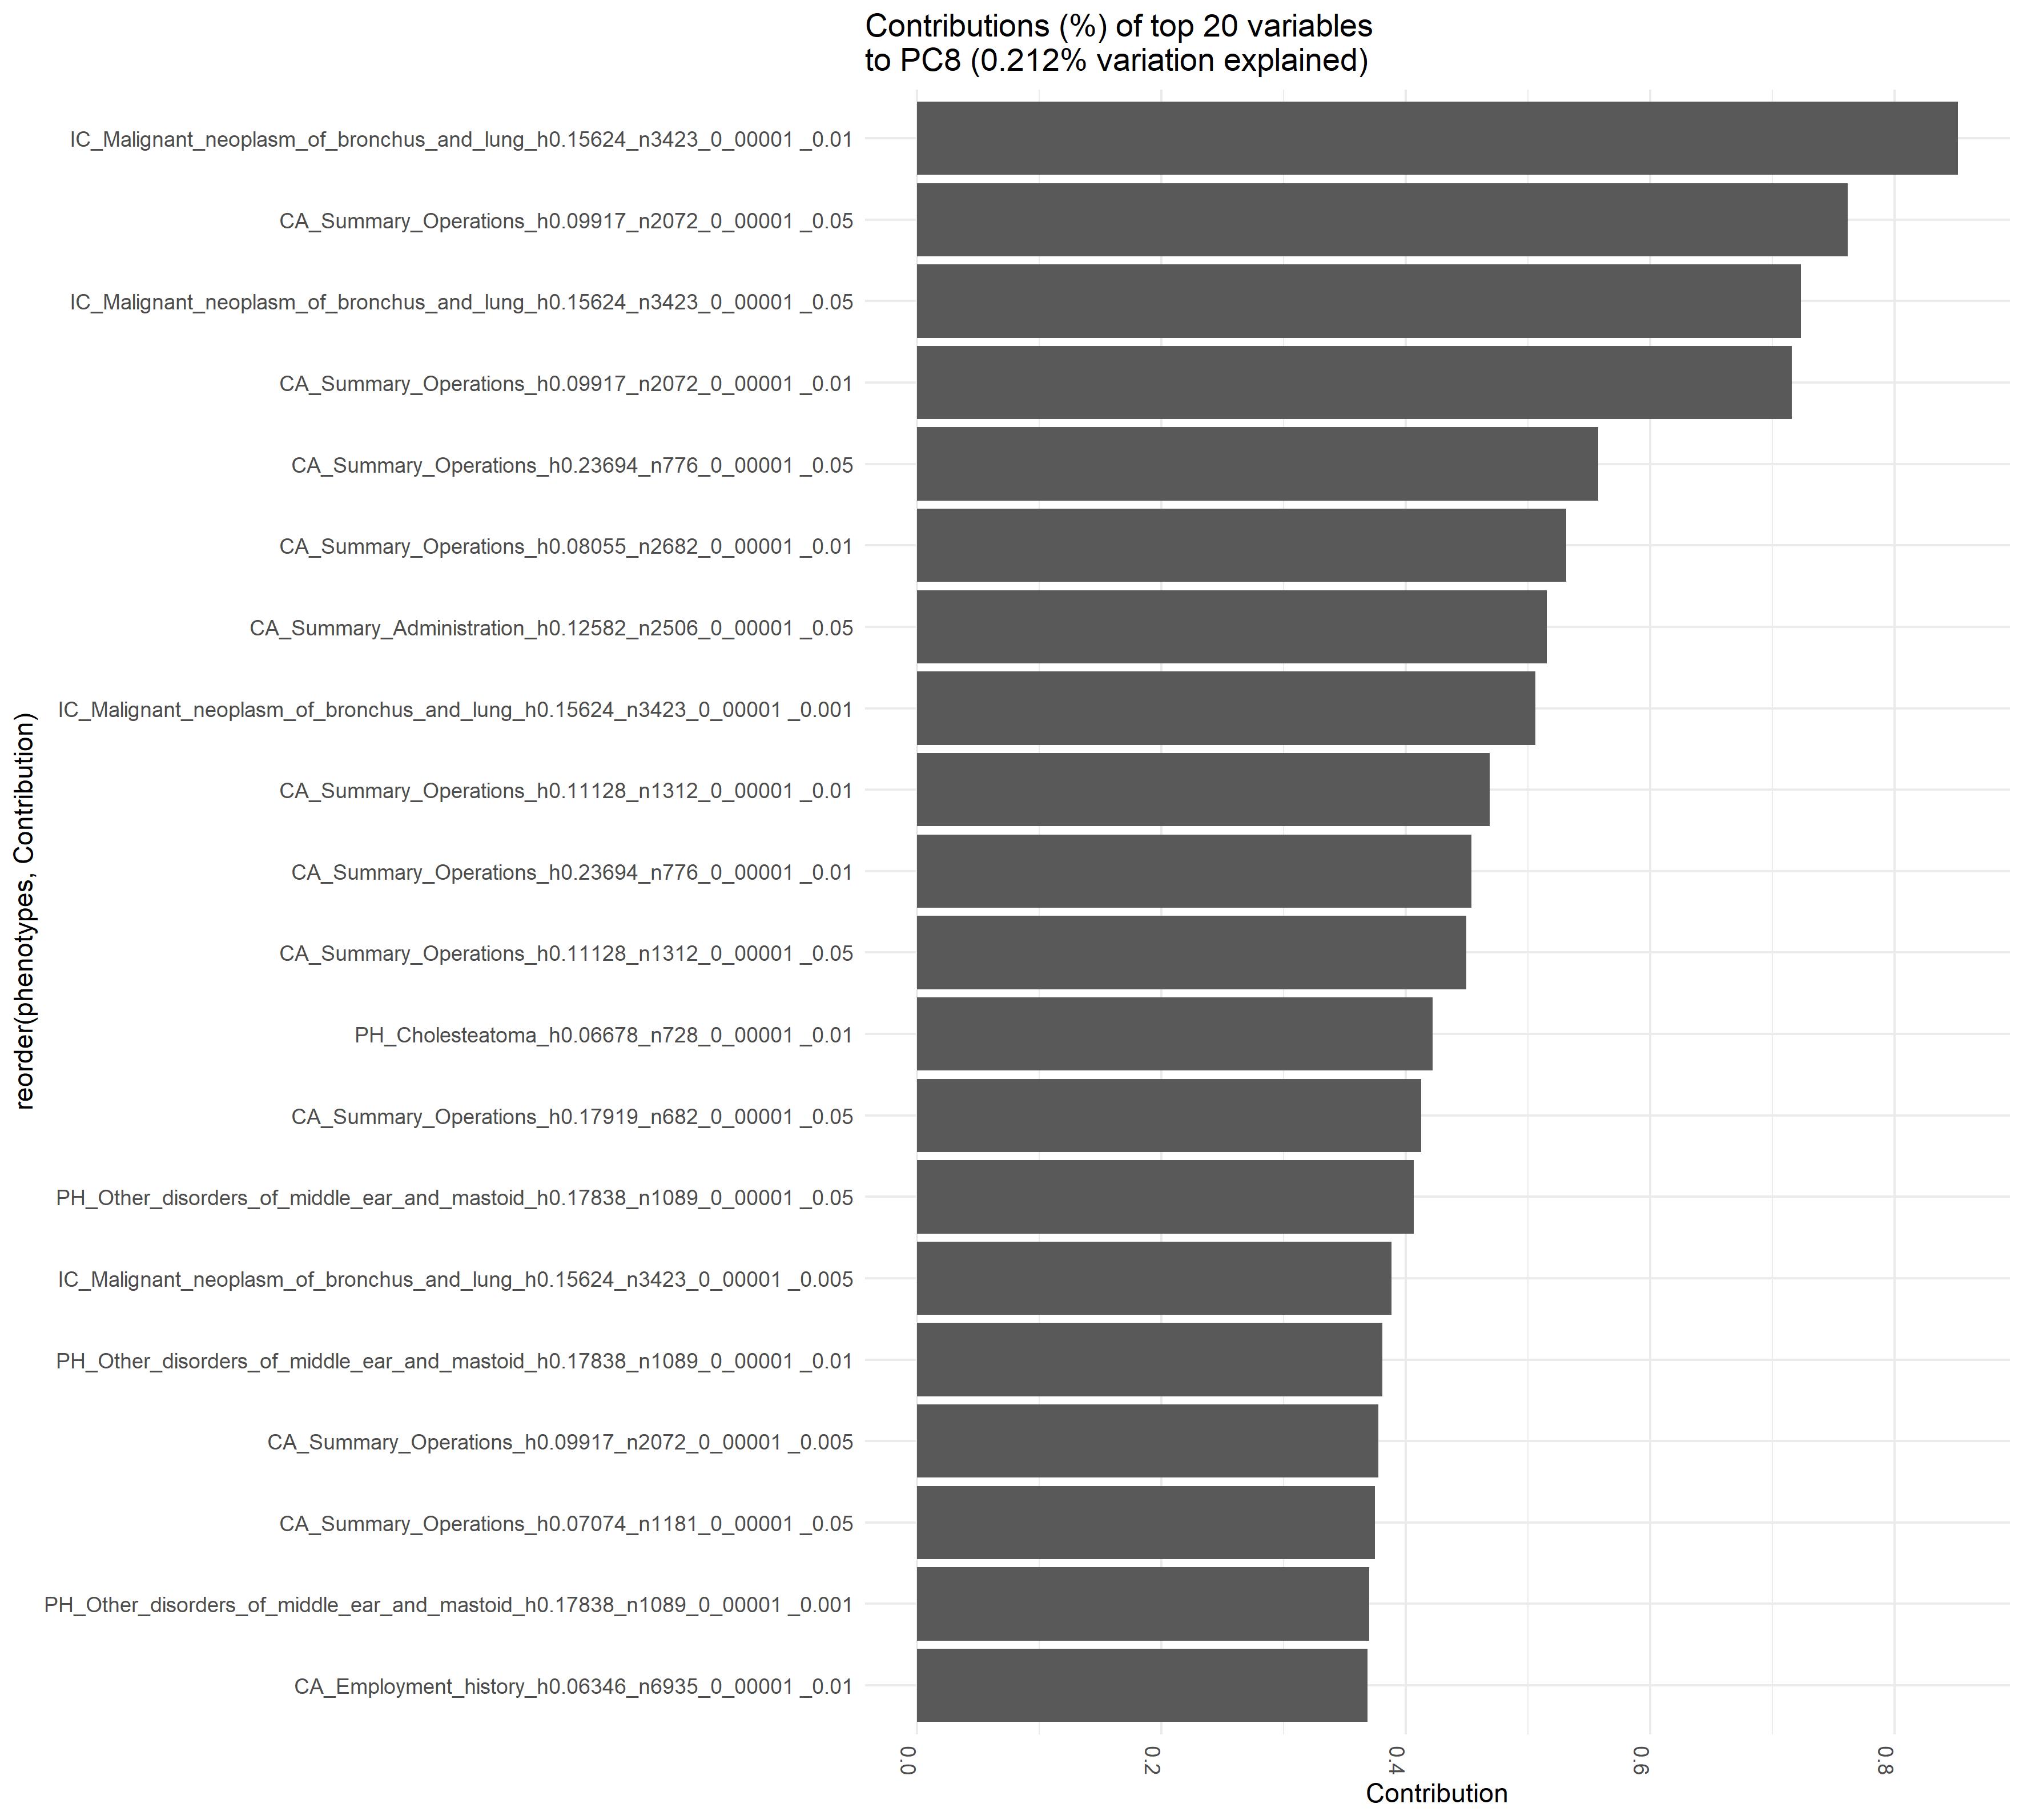 Contributions (%) of top 20 variables
to PC8 (0.212% variation explained)
IC_Malignant_neoplasm_of_bronchus_and_lung_h0.15624_n3423_0_00001 _0.01
CA_Summary_Operations_h0.09917_n2072_0_00001 _0.05
IC_Malignant_neoplasm_of_bronchus_and_lung_h0.15624_n3423_0_00001 _0.05
CA_Summary_Operations_h0.09917_n2072_0_00001 _0.01
CA_Summary_Operations_h0.23694_n776_0_00001 _0.05
CA_Summary_Operations_h0.08055_n2682_0_00001 _0.01
CA_Summary_Administration_h0.12582_n2506_0_00001 _0.05
IC_Malignant_neoplasm_of_bronchus_and_lung_h0.15624_n3423_0_00001 _0.001
CA_Summary_Operations_h0.11128_n1312_0_00001 _0.01
CA_Summary_Operations_h0.23694_n776_0_00001 _0.01
CA_Summary_Operations_h0.11128_n1312_0_00001 _0.05
PH_Cholesteatoma_h0.06678_n728_0_00001 _0.01
CA_Summary_Operations_h0.17919_n682_0_00001 _0.05
PH_Other_disorders_of_middle_ear_and_mastoid_h0.17838_n1089_0_00001 _0.05
IC_Malignant_neoplasm_of_bronchus_and_lung_h0.15624_n3423_0_00001 _0.005
PH_Other_disorders_of_middle_ear_and_mastoid_h0.17838_n1089_0_00001 _0.01
CA_Summary_Operations_h0.09917_n2072_0_00001 _0.005
CA_Summary_Operations_h0.07074_n1181_0_00001 _0.05
PH_Other_disorders_of_middle_ear_and_mastoid_h0.17838_n1089_0_00001 _0.001
CA_Employment_history_h0.06346_n6935_0_00001 _0.01
reorder(phenotypes, Contribution)
0.0
0.2
0.4
0.6
0.8
Contribution